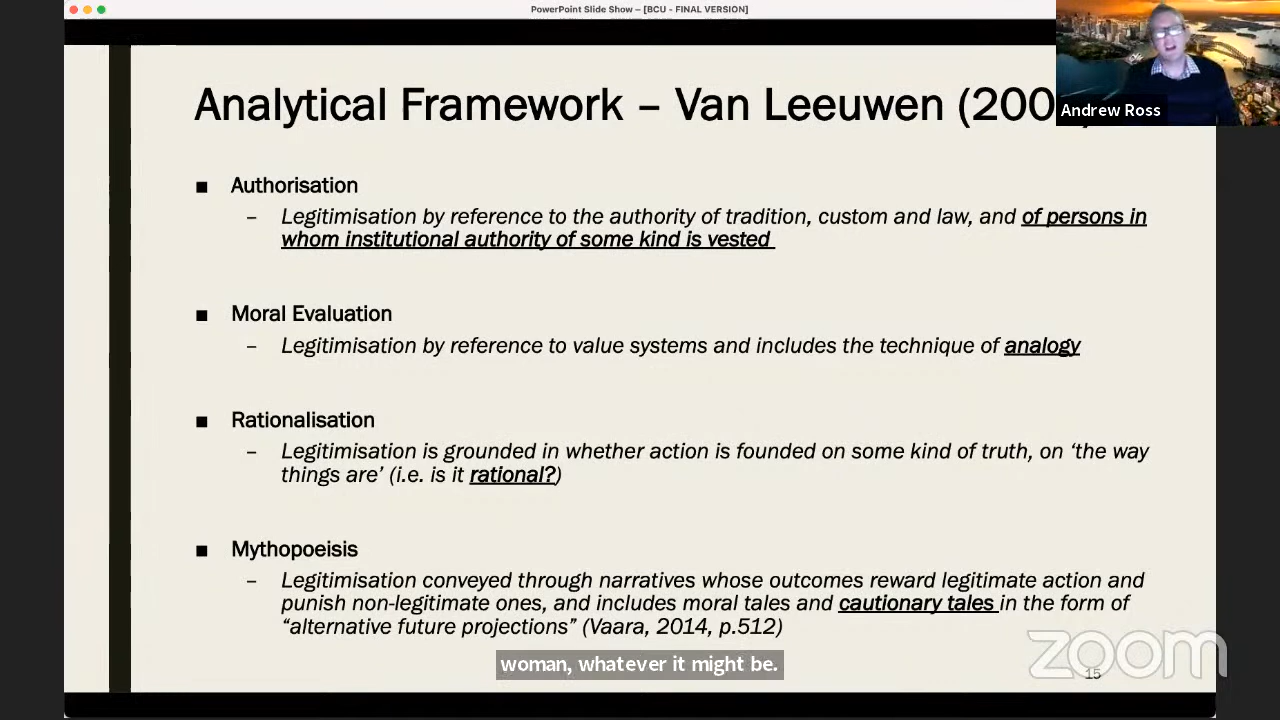 PowerPoint Slide Show – [BCU - FINAL VERSION]
Analytical Framework – Van Leeuwen (200
Andrew Ross
■ Authorisation
– Legitimisation by reference to the authority of tradition, custom and law, and of persons in
whom institutional authority of some kind is vested
■ Moral Evaluation
– Legitimisation by reference to value systems and includes the technique of analogy
■ Rationalisation
– Legitimisation is grounded in whether action is founded on some kind of truth, on ‘the way
things are’ (i.e. is it rational?)
■ Mythopoeisis
– Legitimisation conveyed through narratives whose outcomes reward legitimate action and
punish non-legitimate ones, and includes moral tales and cautionary tales in the form of
“alternative future projections” (Vaara, 2014, p.512)
woman, whatever it might be.
zoom
15